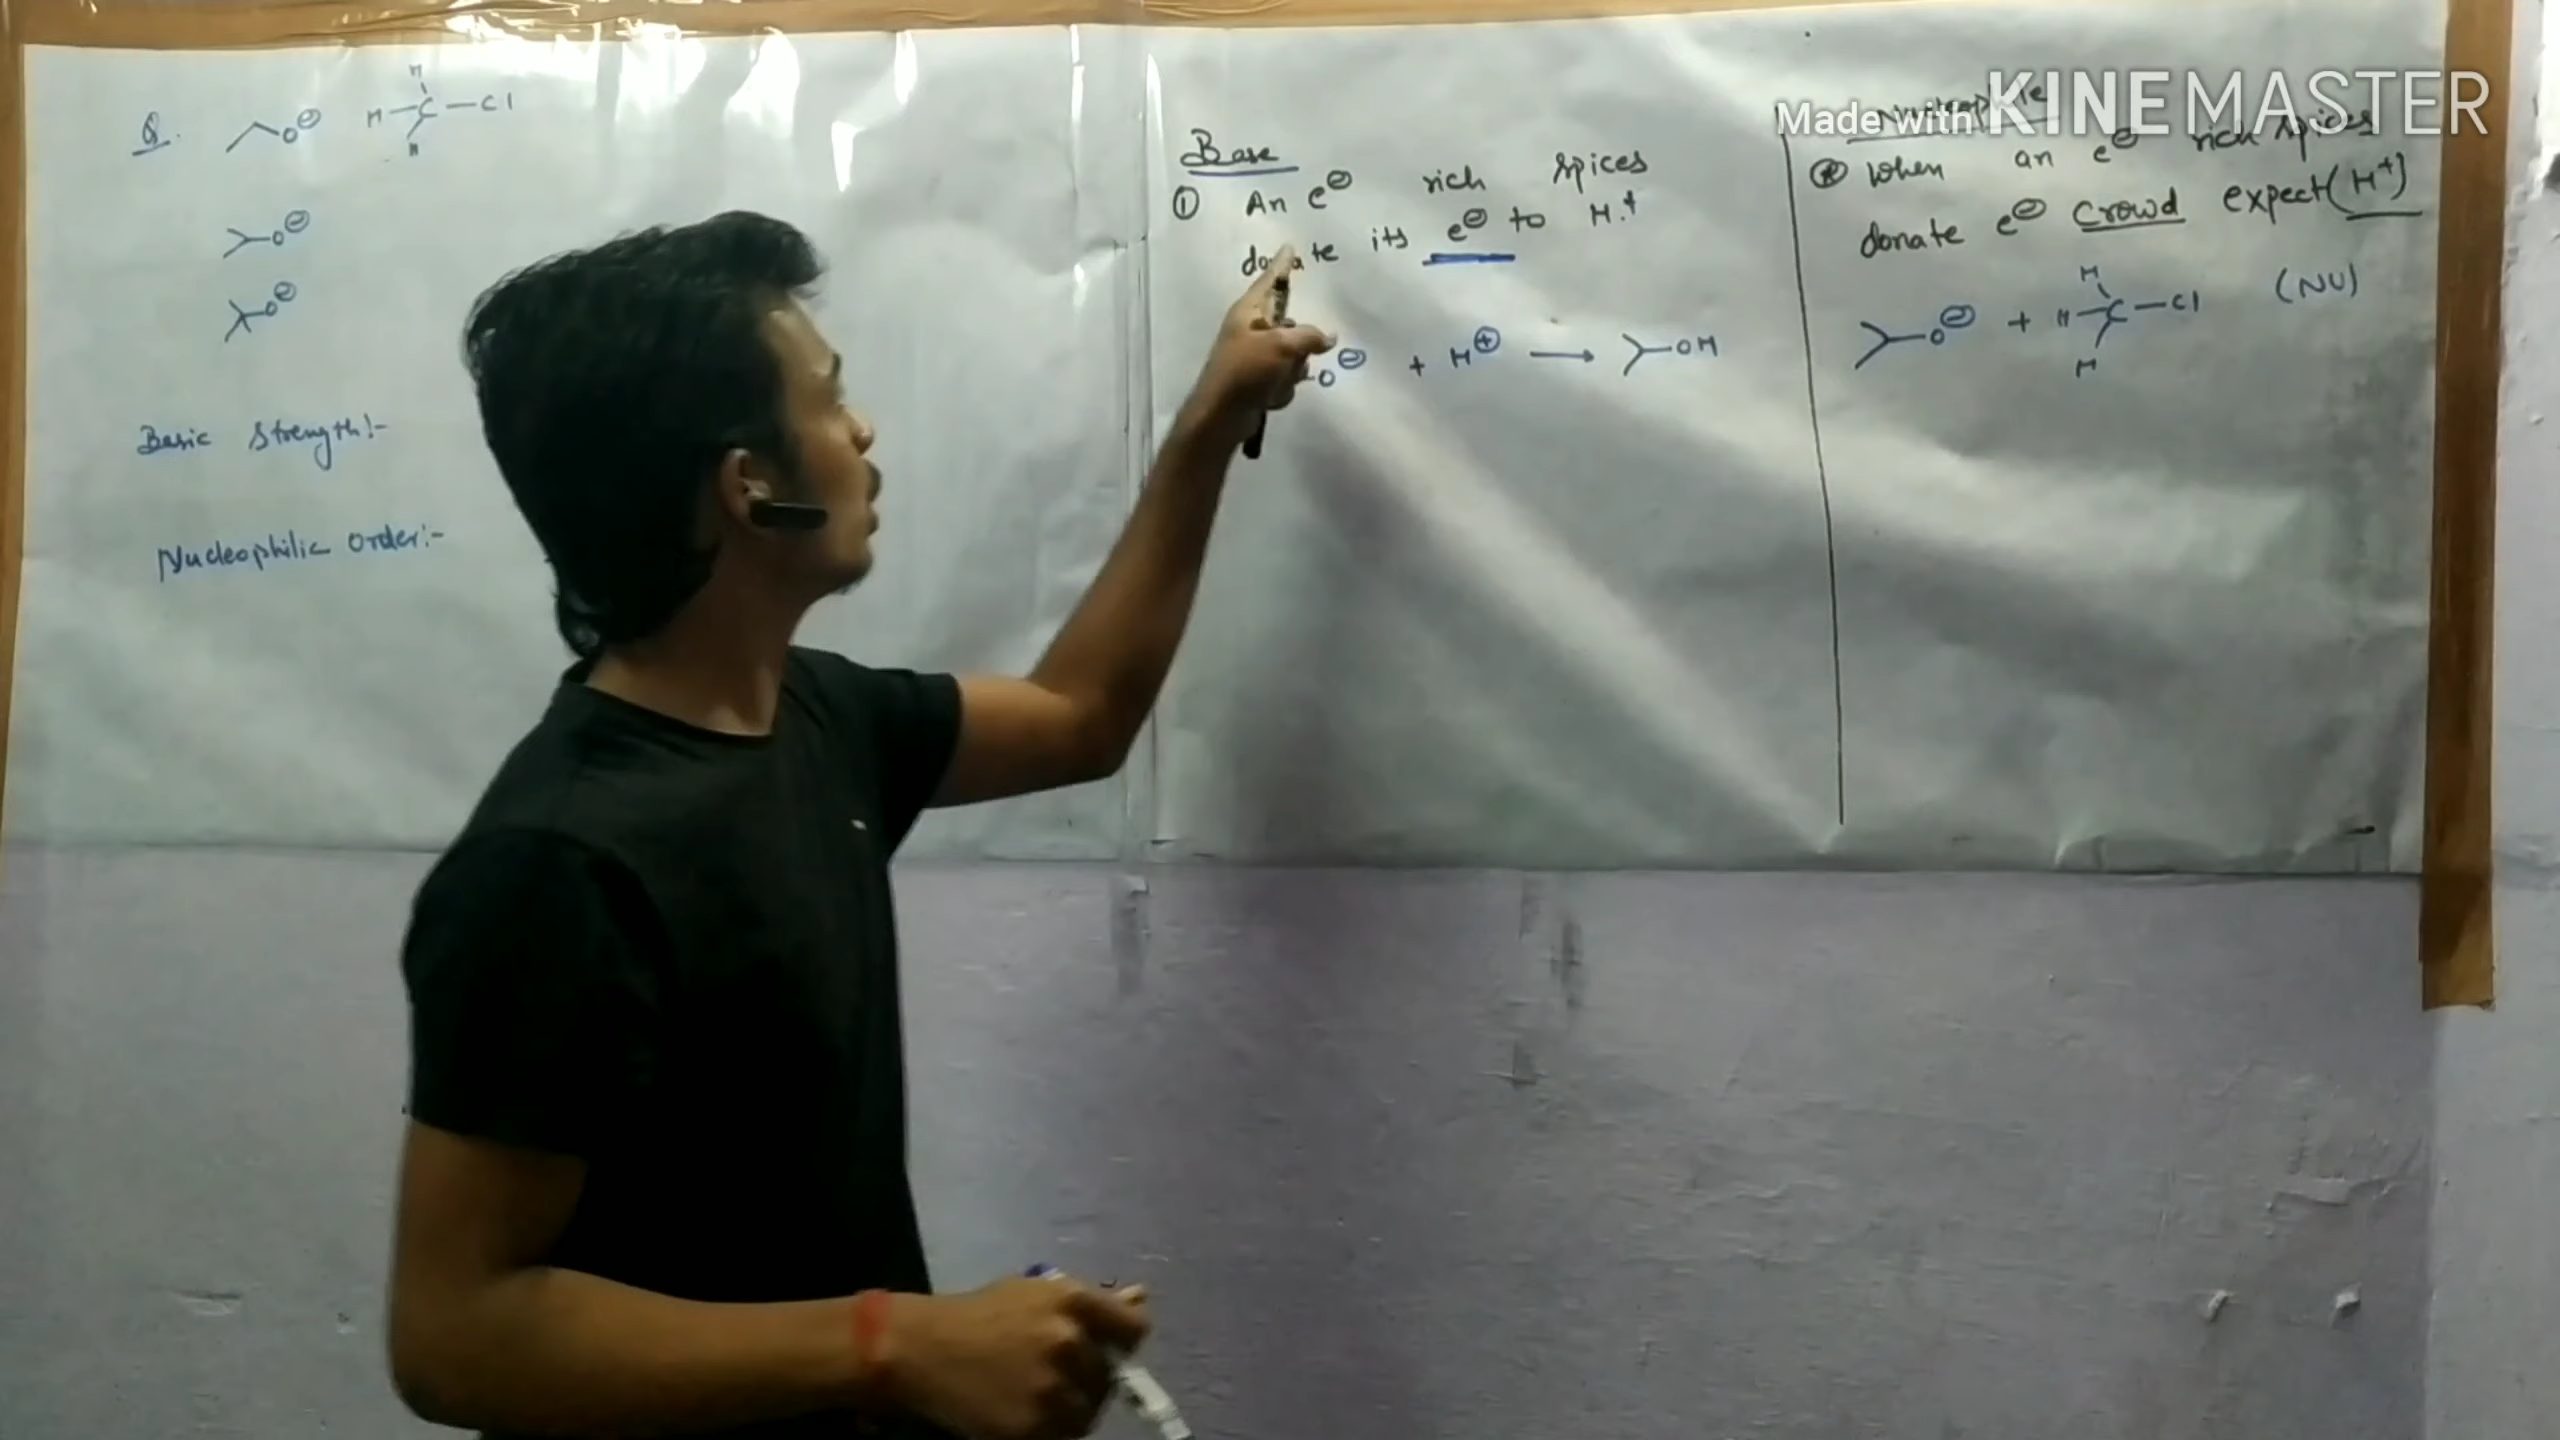 Q. O⊖ H-C-Cl
H
H
O⊖
O⊖
Basic Strength:-
Nucleophilic order:-
Base
① An e⊖ rich spices
donate its e⊖ to H.+
O⊖ + H⊕ ⟶ OH
Made with KINEMASTER
Nucleophile
When an e⊖ rich spices
donate e⊖ crowd expect (H+)
O⊖ + H-C-Cl (NU)
H
H